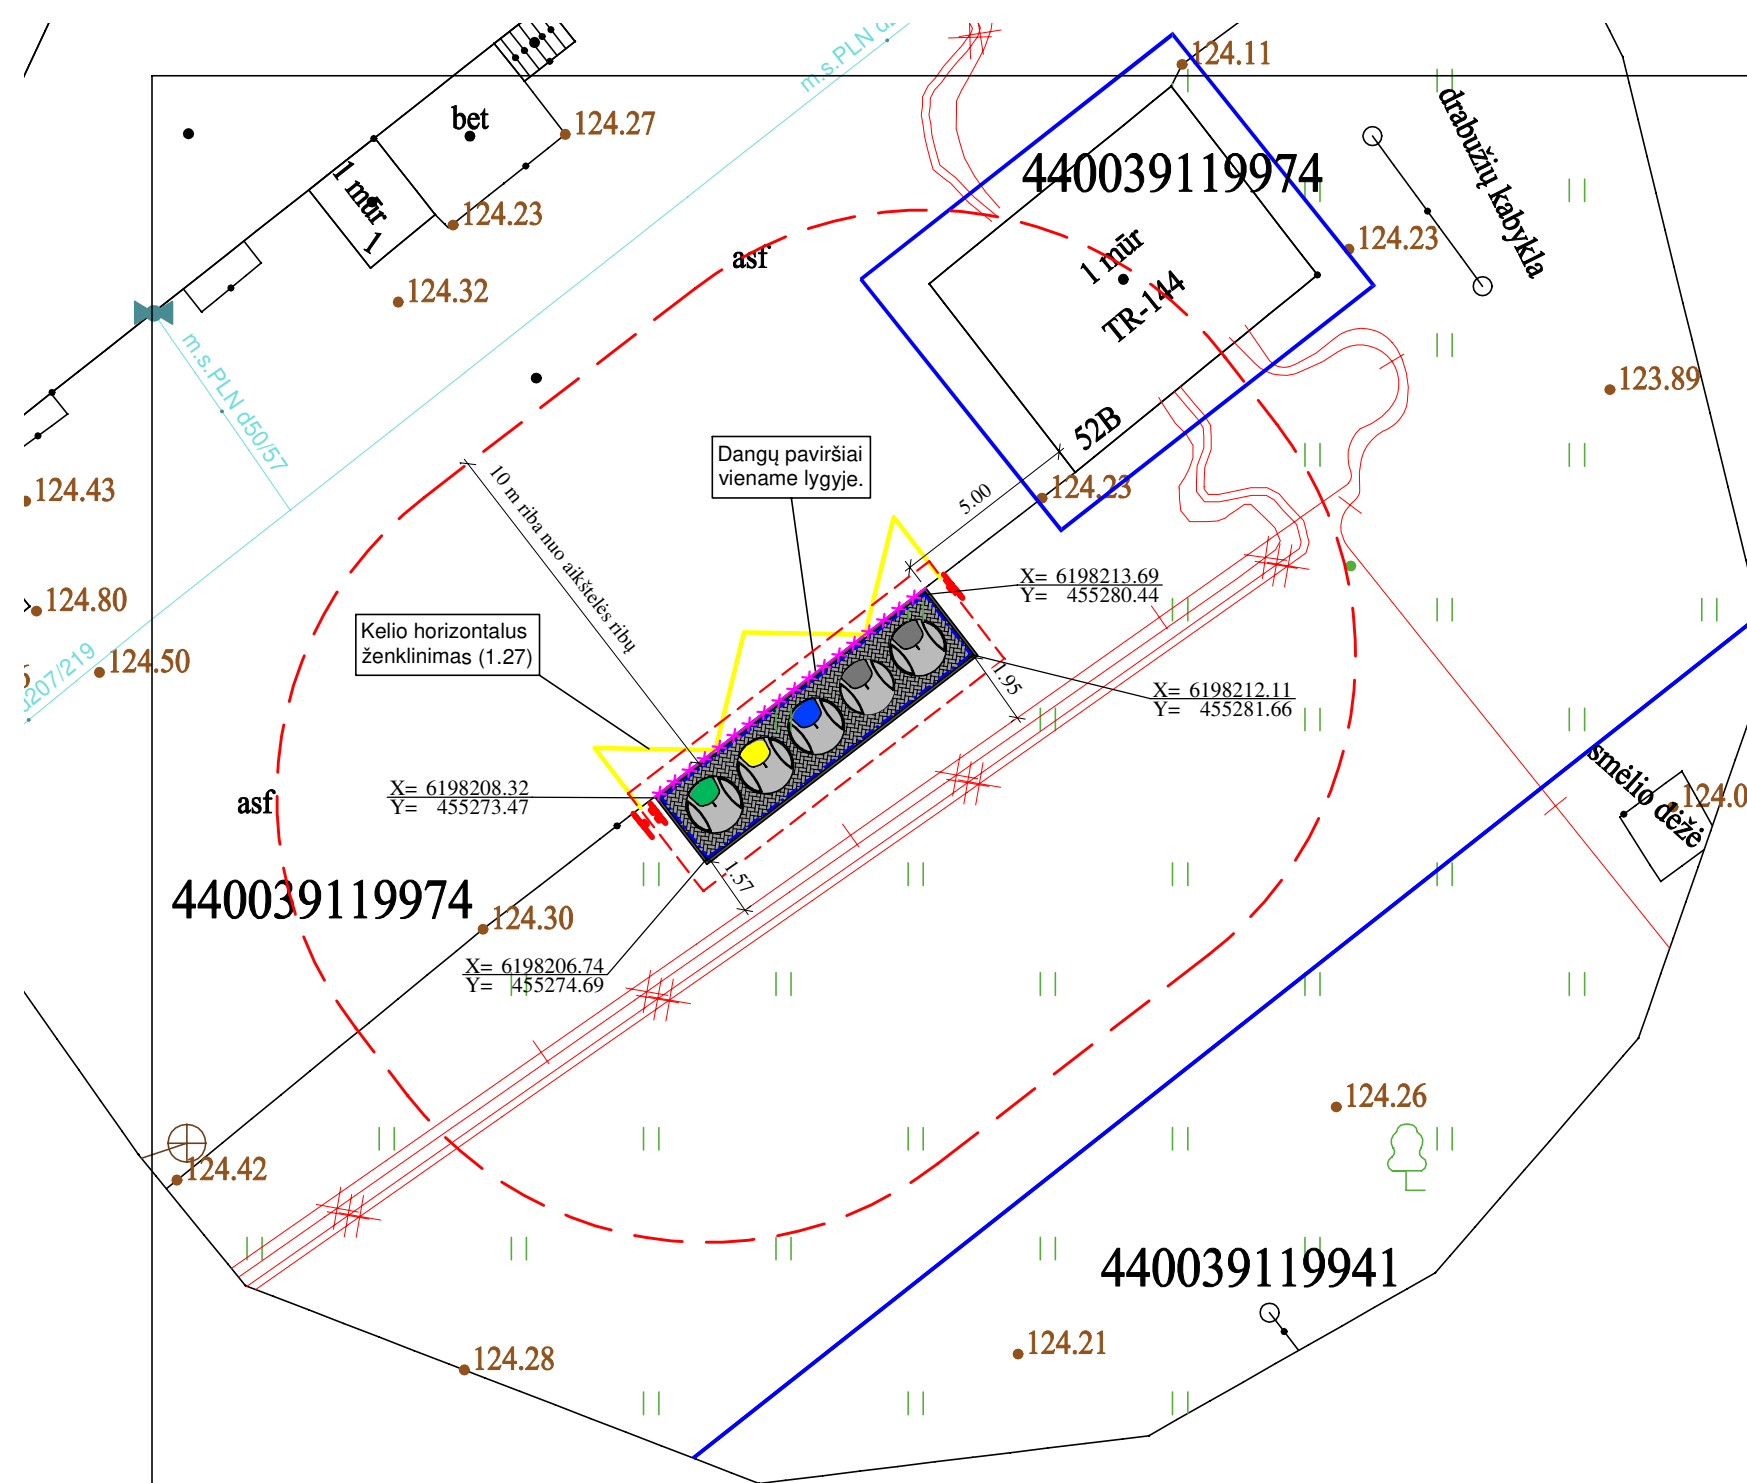 124.11
m.s.PLN
bet
124.27
drabužių kabykla
440039119974
1 mūr
1
124.23
124.23
asf
1 mūr
TR-144
124.32
m.s.PLN d50/57
123.89
52B
Dangų paviršiai
viename lygyje.
10 m riba nuo aikštelės ribų
5.00
124.23
124.43
X= 6198213.69
Y= 455280.44
124.80
Kelio horizontalus
ženklinimas (1.27)
124.50
207/219
1.95
X= 6198212.11
Y= 455281.66
smėlio dėžė
124.0
X= 6198208.32
Y= 455273.47
asf
1.57
440039119974
124.30
X= 6198206.74
Y= 455274.69
124.26
124.42
440039119941
124.21
124.28